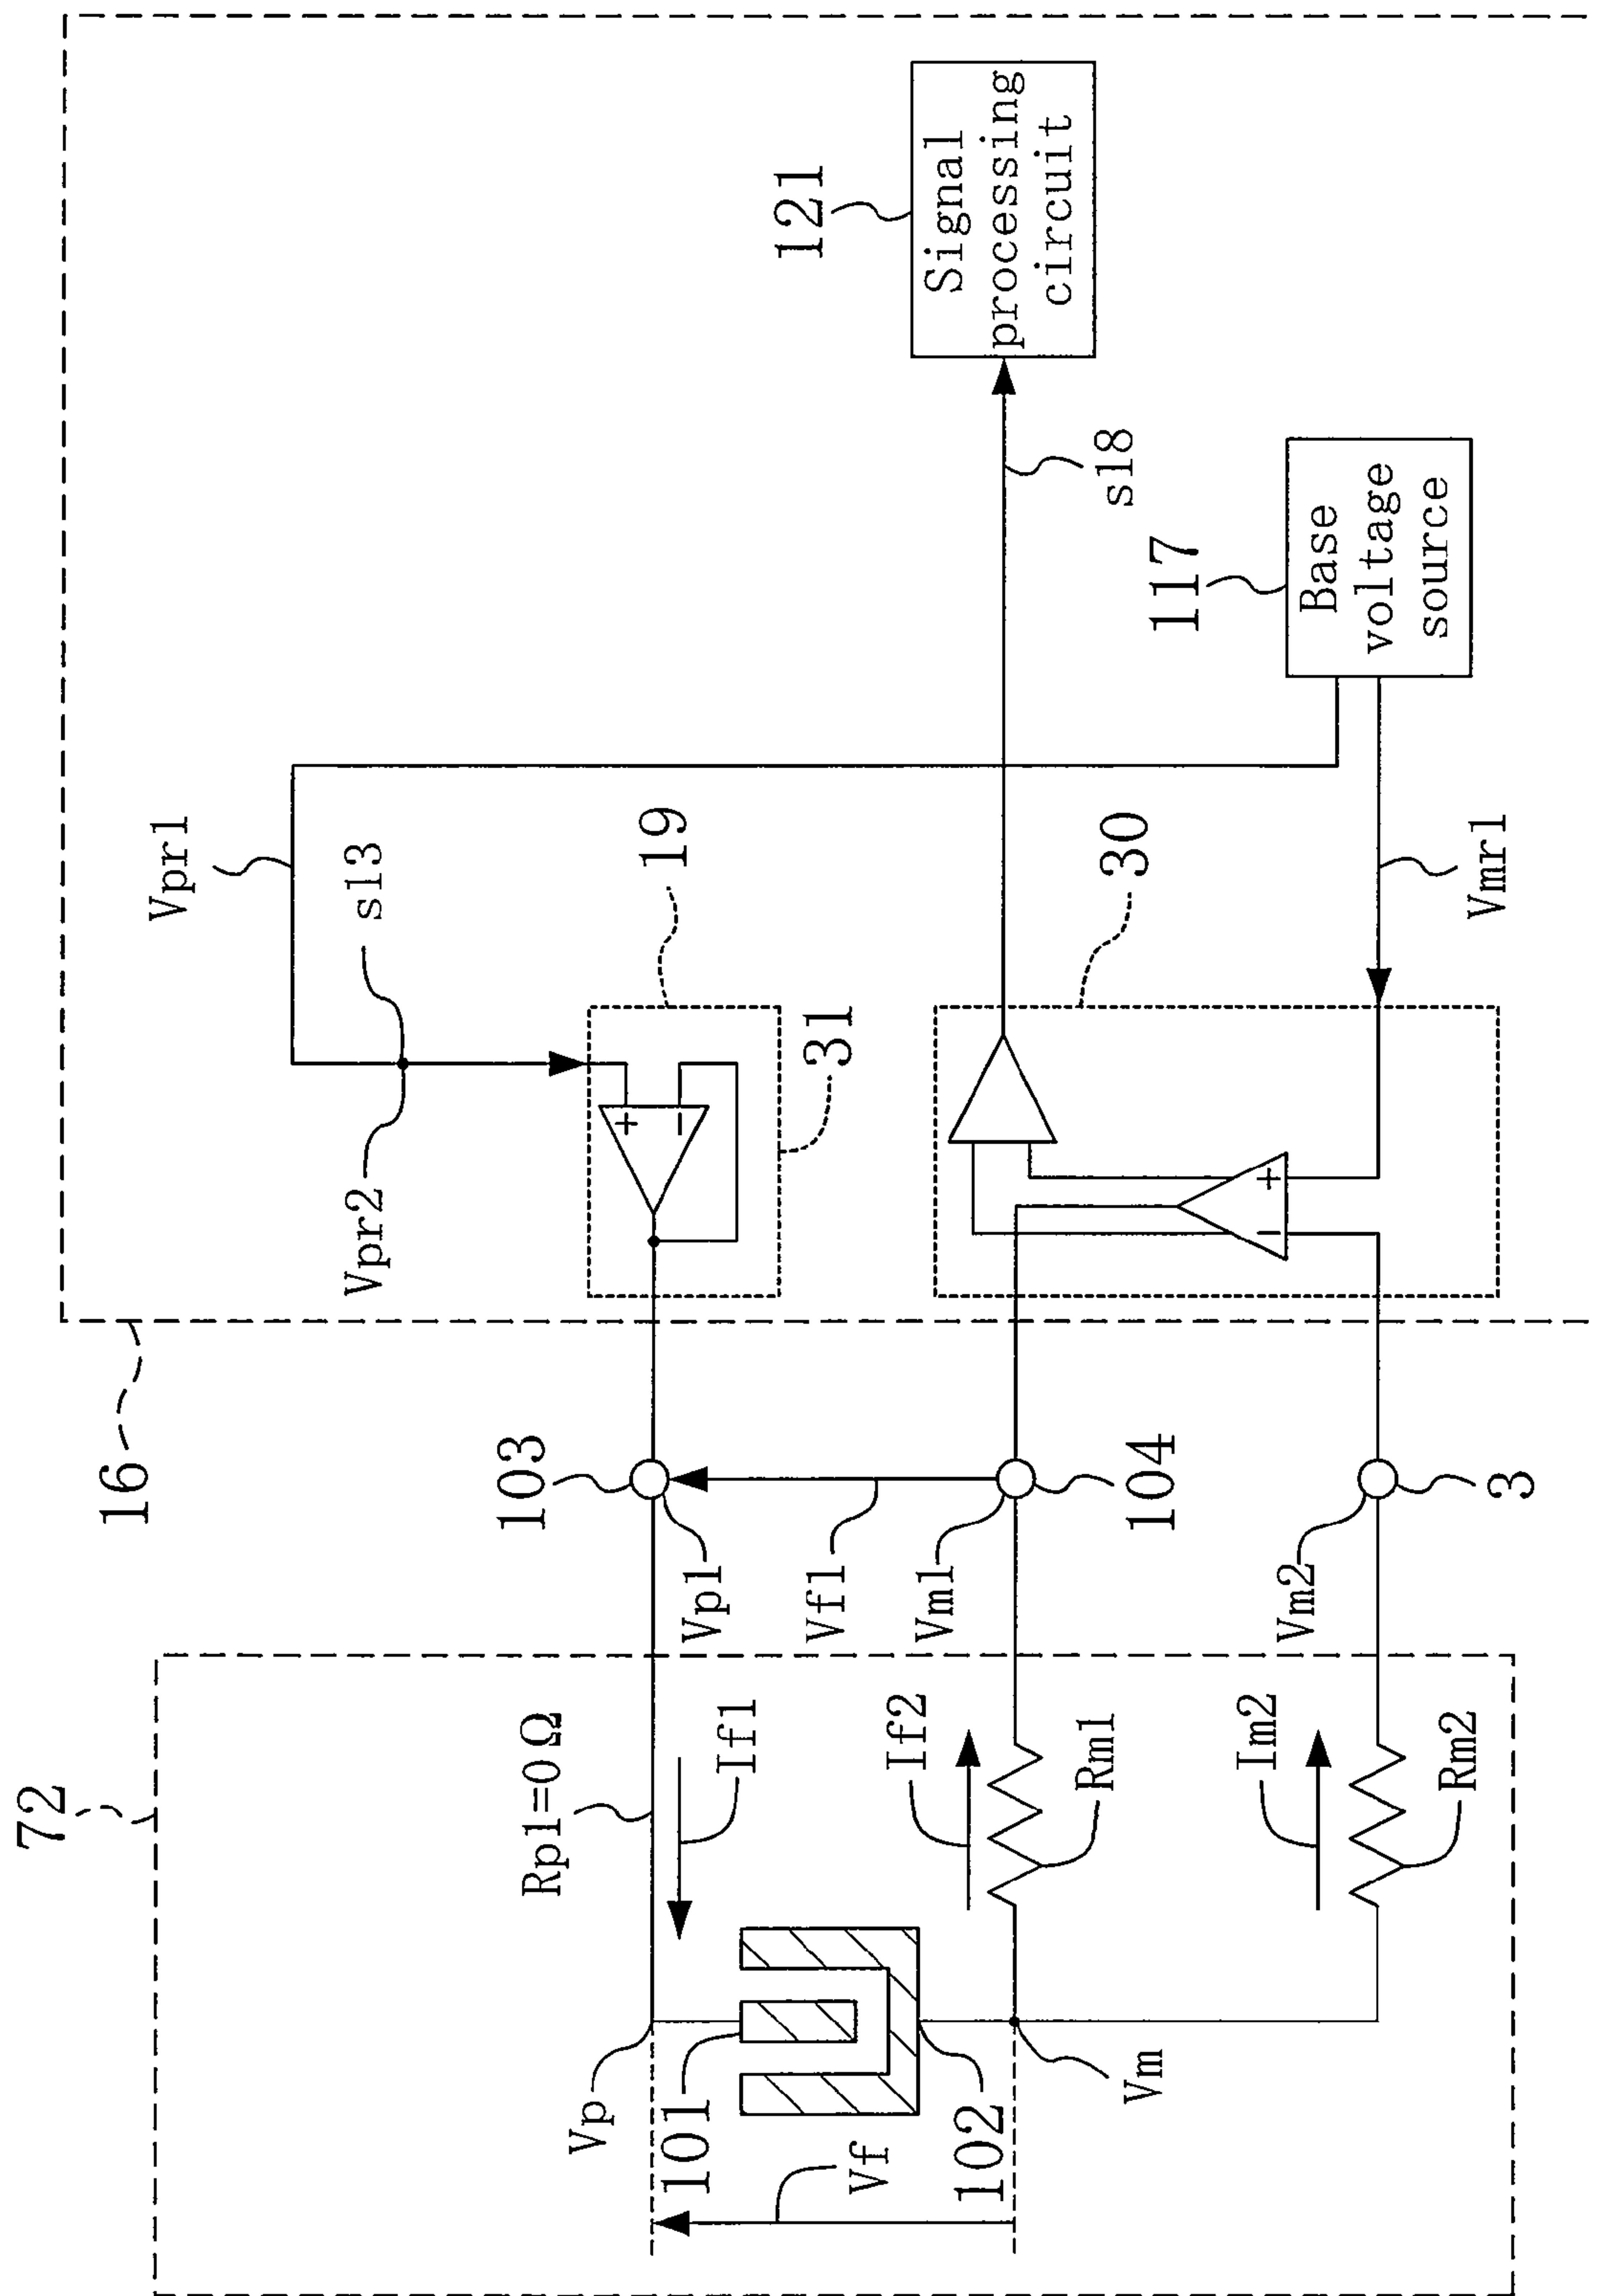 72
16
Vp
101
Vf
102
Vm
Rp1=0Ω
If1
If2
Rm1
Im2
Rm2
103
Vp1
Vf1
Vm1
104
Vm2
3
Vpr1
s13
Vpr2
19
31
30
Vmr1
s18
121
Signal
processing
circuit
117
Base
voltage
source
+
−
−
+